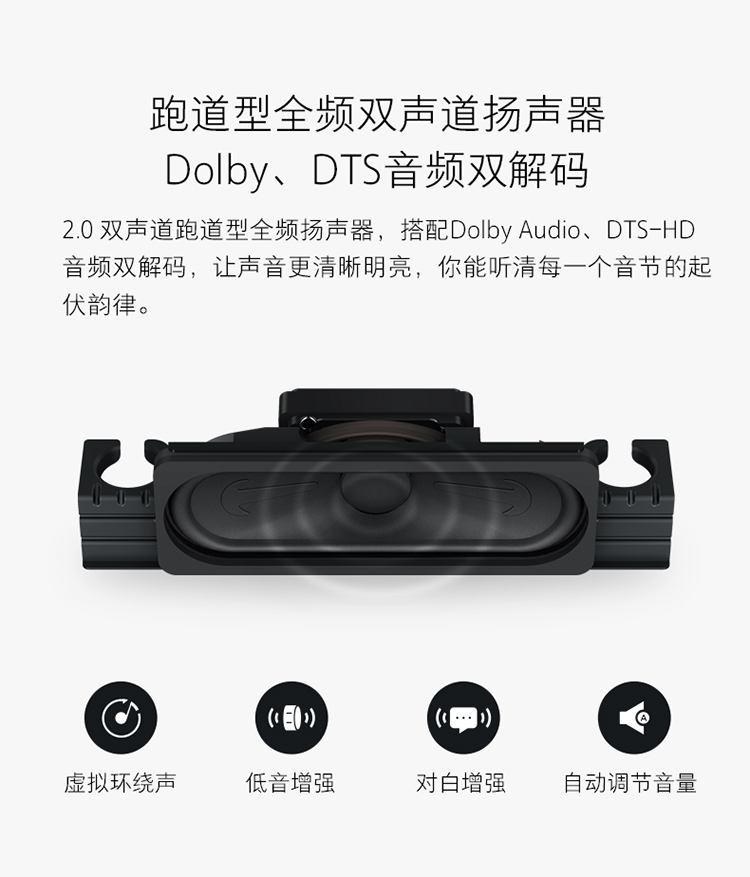 跑道型全频双声道扬声器
Dolby、DTS音频双解码
2.0 双声道跑道型全频扬声器，搭配Dolby Audio、DTS-HD
音频双解码，让声音更清晰明亮，你能听清每一个音节的起
伏韵律。
虚拟环绕声
低音增强
对白增强
自动调节音量
A